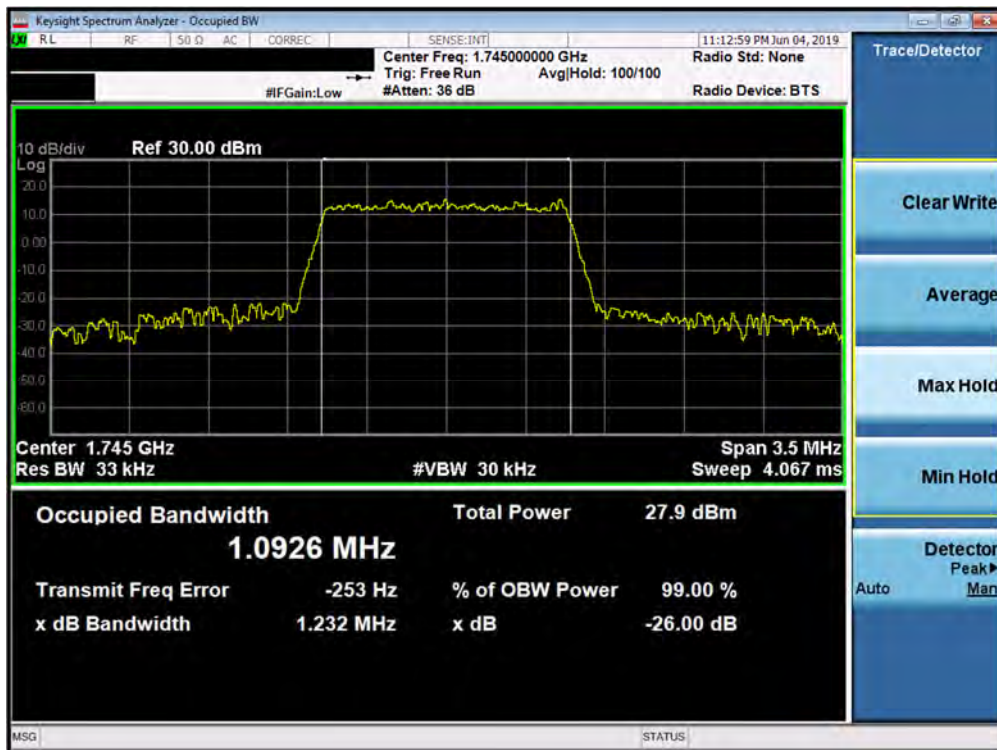 Keysight Spectrum Analyzer - Occupied BW
LXI RL RF 50 Ω AC CORREC SENSE:INT 11:12:59 PM Jun 04, 2019
Center Freq: 1.745000000 GHz Radio Std: None
Trig: Free Run Avg|Hold: 100/100
#IFGain:Low #Atten: 36 dB Radio Device: BTS
10 dB/div Ref 30.00 dBm
Log
20.0
10.0
0.00
-10.0
-20.0
-30.0
-40.0
-50.0
-60.0
Center 1.745 GHz Span 3.5 MHz
Res BW 33 kHz #VBW 30 kHz Sweep 4.067 ms
Occupied Bandwidth Total Power 27.9 dBm
1.0926 MHz
Transmit Freq Error -253 Hz % of OBW Power 99.00 %
x dB Bandwidth 1.232 MHz x dB -26.00 dB
MSG STATUS
Trace/Detector
Clear Write
Average
Max Hold
Min Hold
Detector
Peak
Auto Man